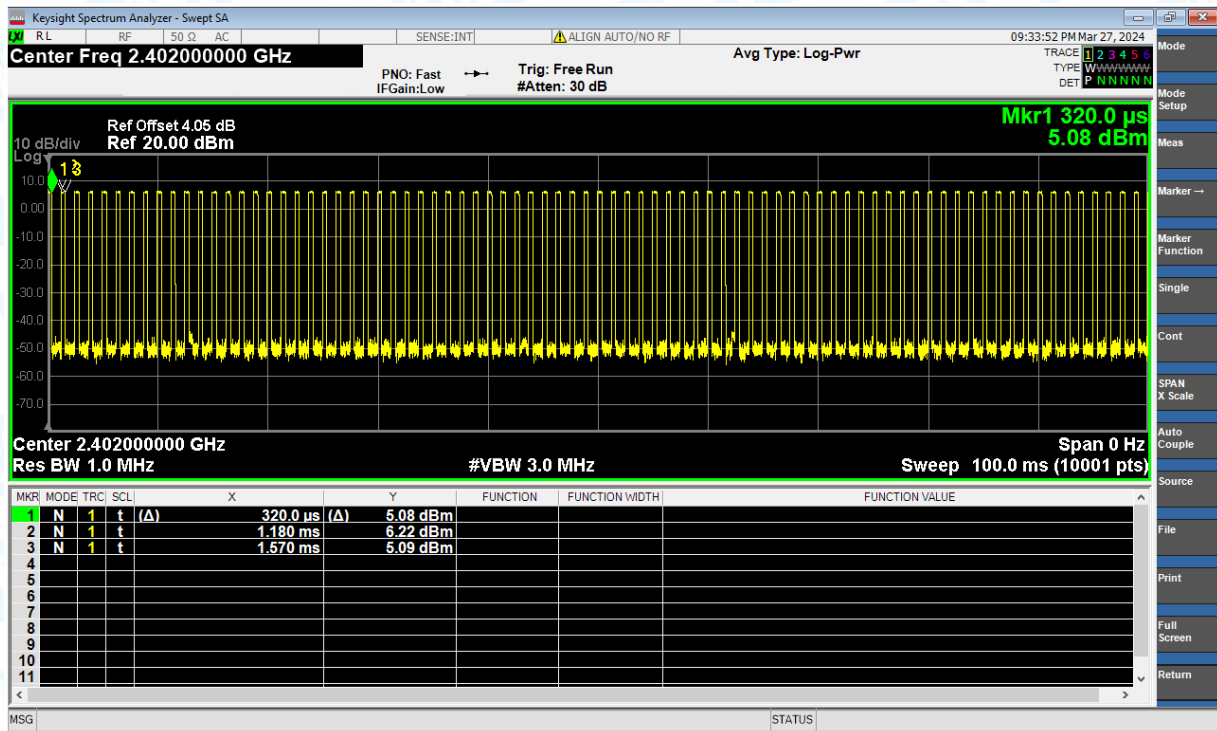 Keysight Spectrum Analyzer - Swept SA
LXI RL RF 50 Ω AC SENSE:INT ALIGN AUTO/NO RF 09:33:52 PM Mar 27, 2024
Center Freq 2.402000000 GHz
PNO: Fast
IFGain:Low
Trig: Free Run
#Atten: 30 dB
Avg Type: Log-Pwr
TRACE 1 2 3 4 5 6
TYPE WWWWWW
DET P N N N N N
Mkr1 320.0 µs
5.08 dBm
Ref Offset 4.05 dB
10 dB/div Ref 20.00 dBm
Log
1 3
10.0
0.00
-10.0
-20.0
-30.0
-40.0
-50.0
-60.0
-70.0
Center 2.402000000 GHz Span 0 Hz
Res BW 1.0 MHz #VBW 3.0 MHz Sweep 100.0 ms (10001 pts)
MKR MODE TRC SCL X Y FUNCTION FUNCTION WIDTH FUNCTION VALUE
1 N 1 t (Δ) 320.0 µs (Δ) 5.08 dBm
2 N 1 t 1.180 ms 6.22 dBm
3 N 1 t 1.570 ms 5.09 dBm
4
5
6
7
8
9
10
11
MSG STATUS
Mode
Mode
Setup
Meas
Marker →
Marker
Function
Single
Cont
SPAN
X Scale
Auto
Couple
Source
File
Print
Full
Screen
Return